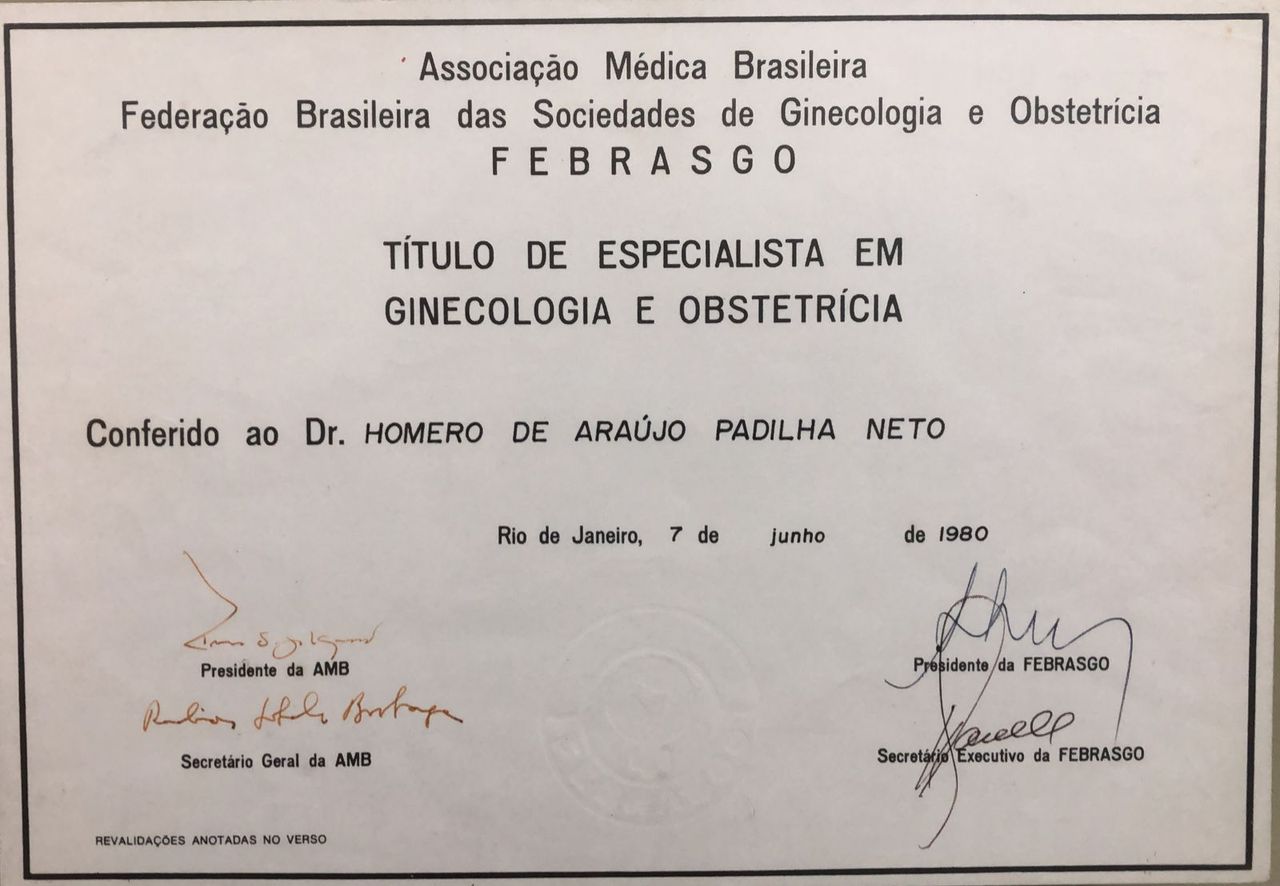 Associação Médica Brasileira
Federação Brasileira das Sociedades de Ginecologia e Obstetrícia
FEBRASGO
TÍTULO DE ESPECIALISTA EM
GINECOLOGIA E OBSTETRÍCIA
Conferido ao Dr. HOMERO DE ARAÚJO PADILHA NETO
Rio de Janeiro, 7 de junho de 1980
Presidente da AMB
Presidente da FEBRASGO
Secretário Geral da AMB
Secretário Executivo da FEBRASGO
REVALIDAÇÕES ANOTADAS NO VERSO